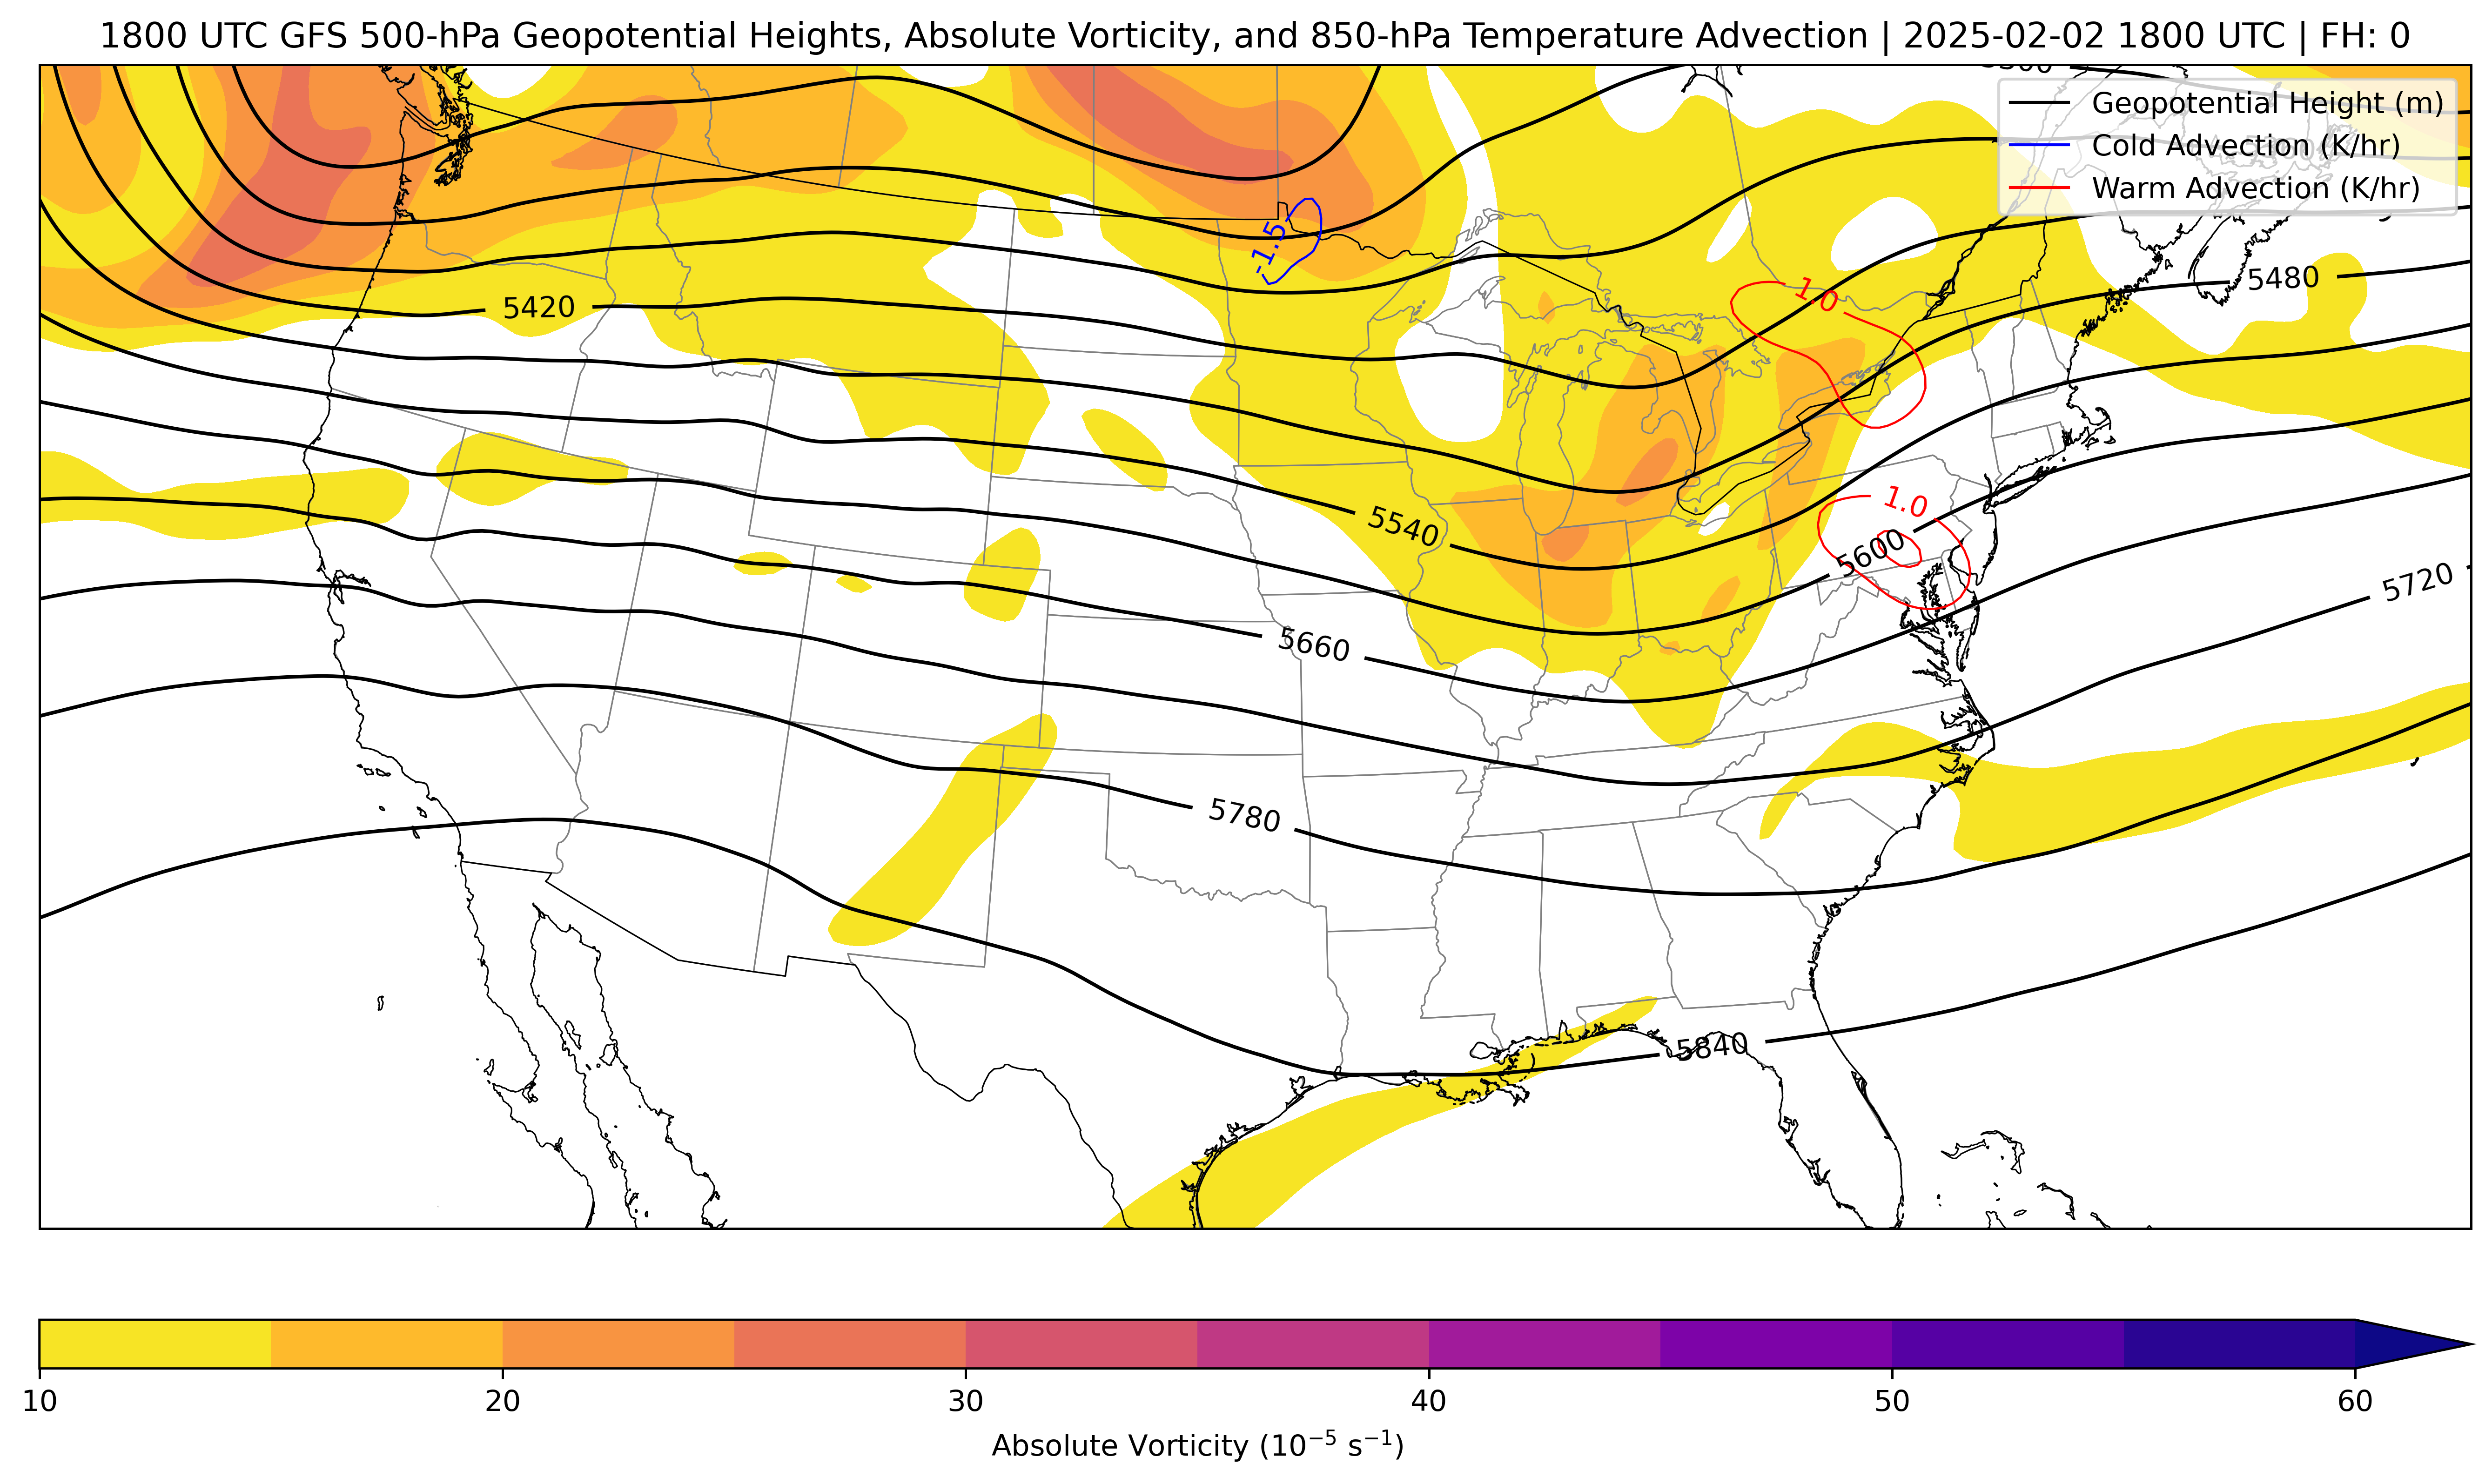 1800 UTC GFS 500-hPa Geopotential Heights, Absolute Vorticity, and 850-hPa Temperature Advection | 2025-02-02 1800 UTC | FH: 0
Geopotential Height (m)
Cold Advection (K/hr)
Warm Advection (K/hr)
-1.5
1.0
5480
5420
1.0
5540
5600
5720
5660
5780
5840
10 20 30 40 50 60
Absolute Vorticity (10⁻⁵ s⁻¹)